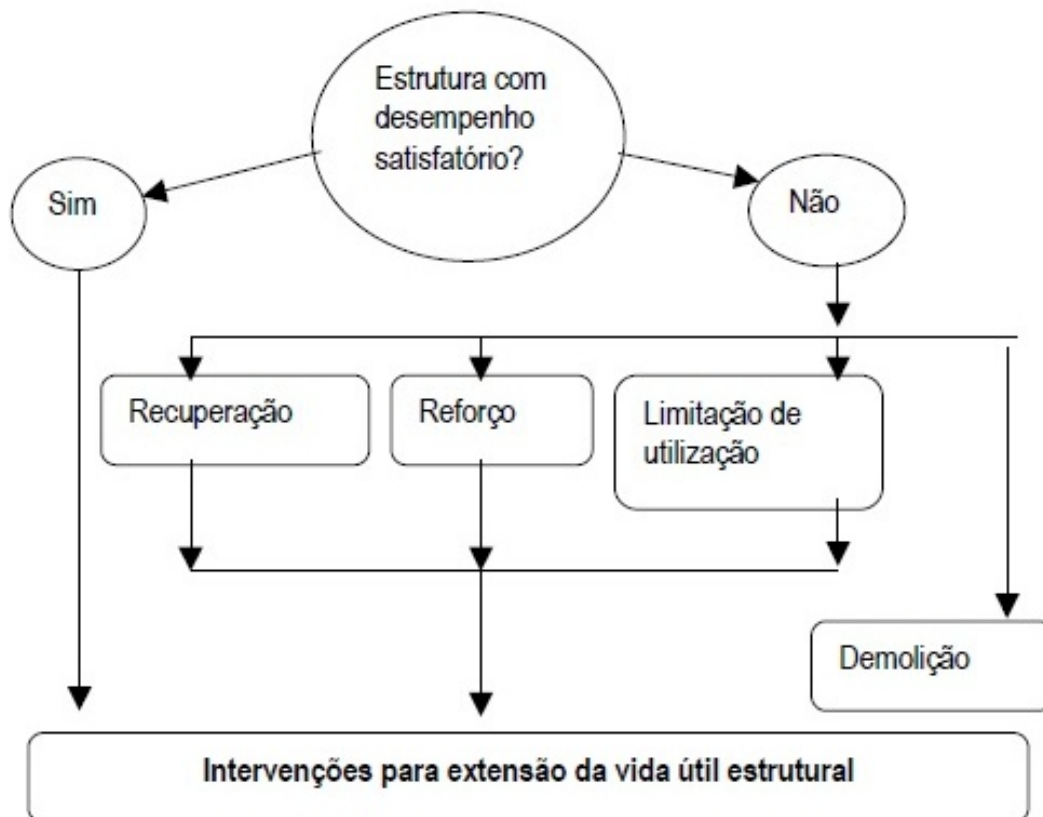 Estrutura com
desempenho
satisfatório?
Sim
Não
Recuperação
Reforço
Limitação de
utilização
Demolição
Intervenções para extensão da vida útil estrutural